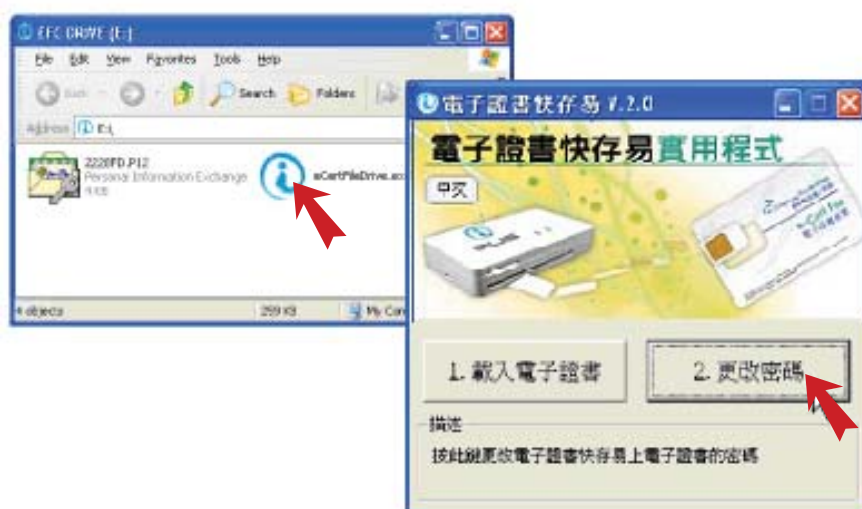 EFC DRIVE (E:)
File Edit View Favorites Tools Help
Back Search Folders
Address E:\
2228FD.P12
Personal Information Exchange
4 KB
eCertFileDrive.exe
4 objects 259 KB My Com
電子證書快存易 V.2.0
電子證書快存易實用程式
中文
1. 載入電子證書 2. 更改密碼
描述
按此鍵更改電子證書快存易上電子證書的密碼